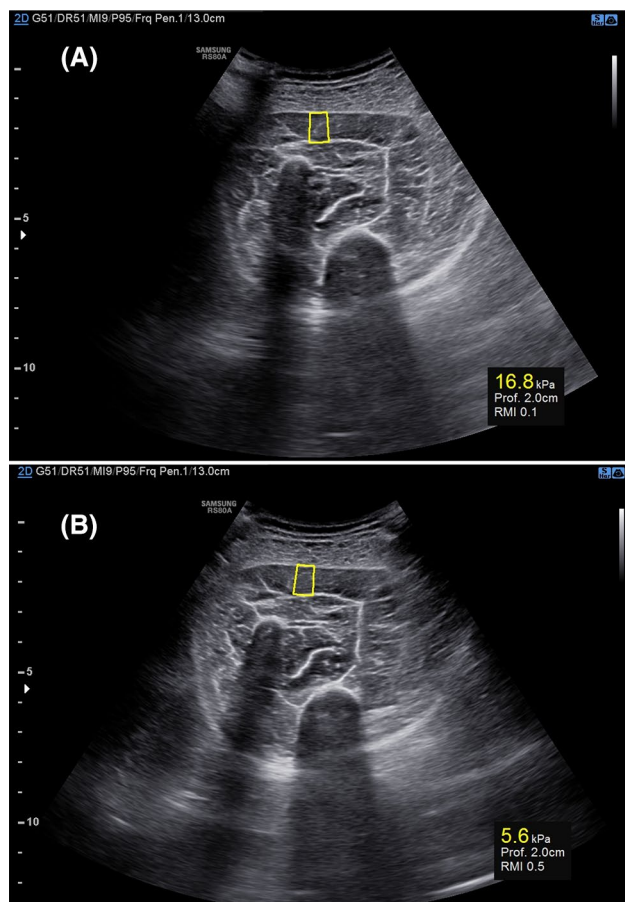 2D G51/DR51/MI9/P95/Frq Pen.1/13.0cm
S
(A)
SAMSUNG
RS80A
5
10
16.8 kPa
Prof. 2.0cm
RMI 0.1
2D G51/DR51/MI9/P95/Frq Pen.1/13.0cm
S
(B)
SAMSUNG
RS80A
5
10
5.6 kPa
Prof. 2.0cm
RMI 0.5